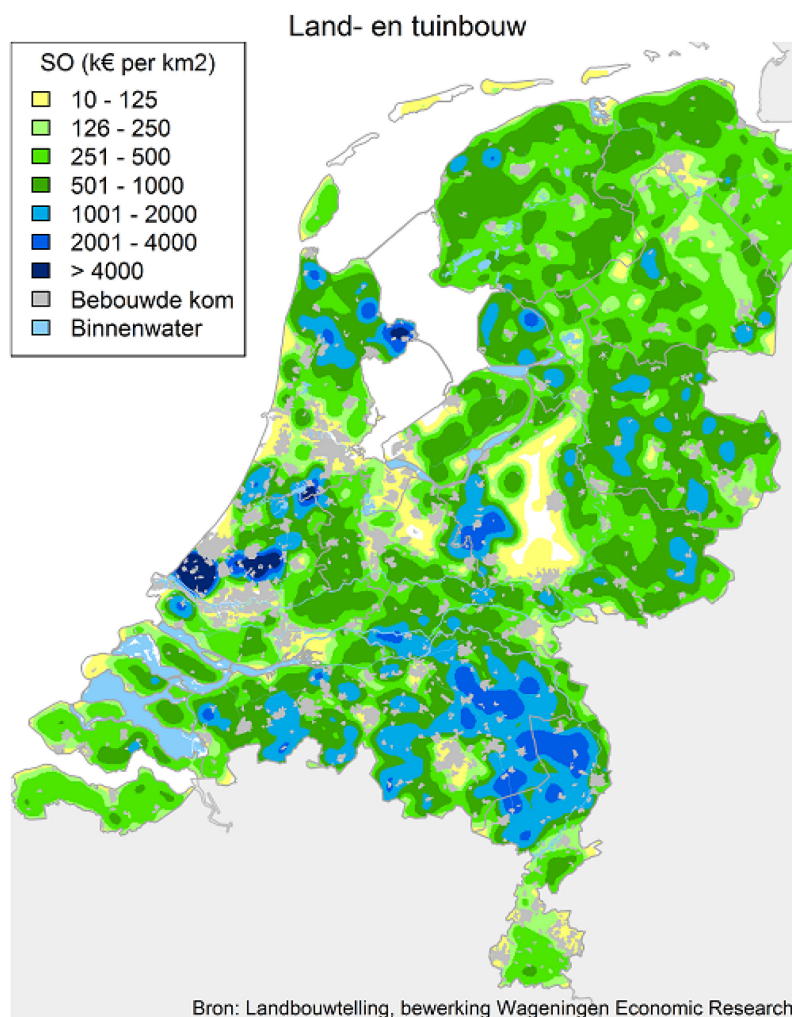 Land- en tuinbouw
SO (k€ per km2)
10 - 125
126 - 250
251 - 500
501 - 1000
1001 - 2000
2001 - 4000
> 4000
Bebouwde kom
Binnenwater
Bron: Landbouwtelling, bewerking Wageningen Economic Research